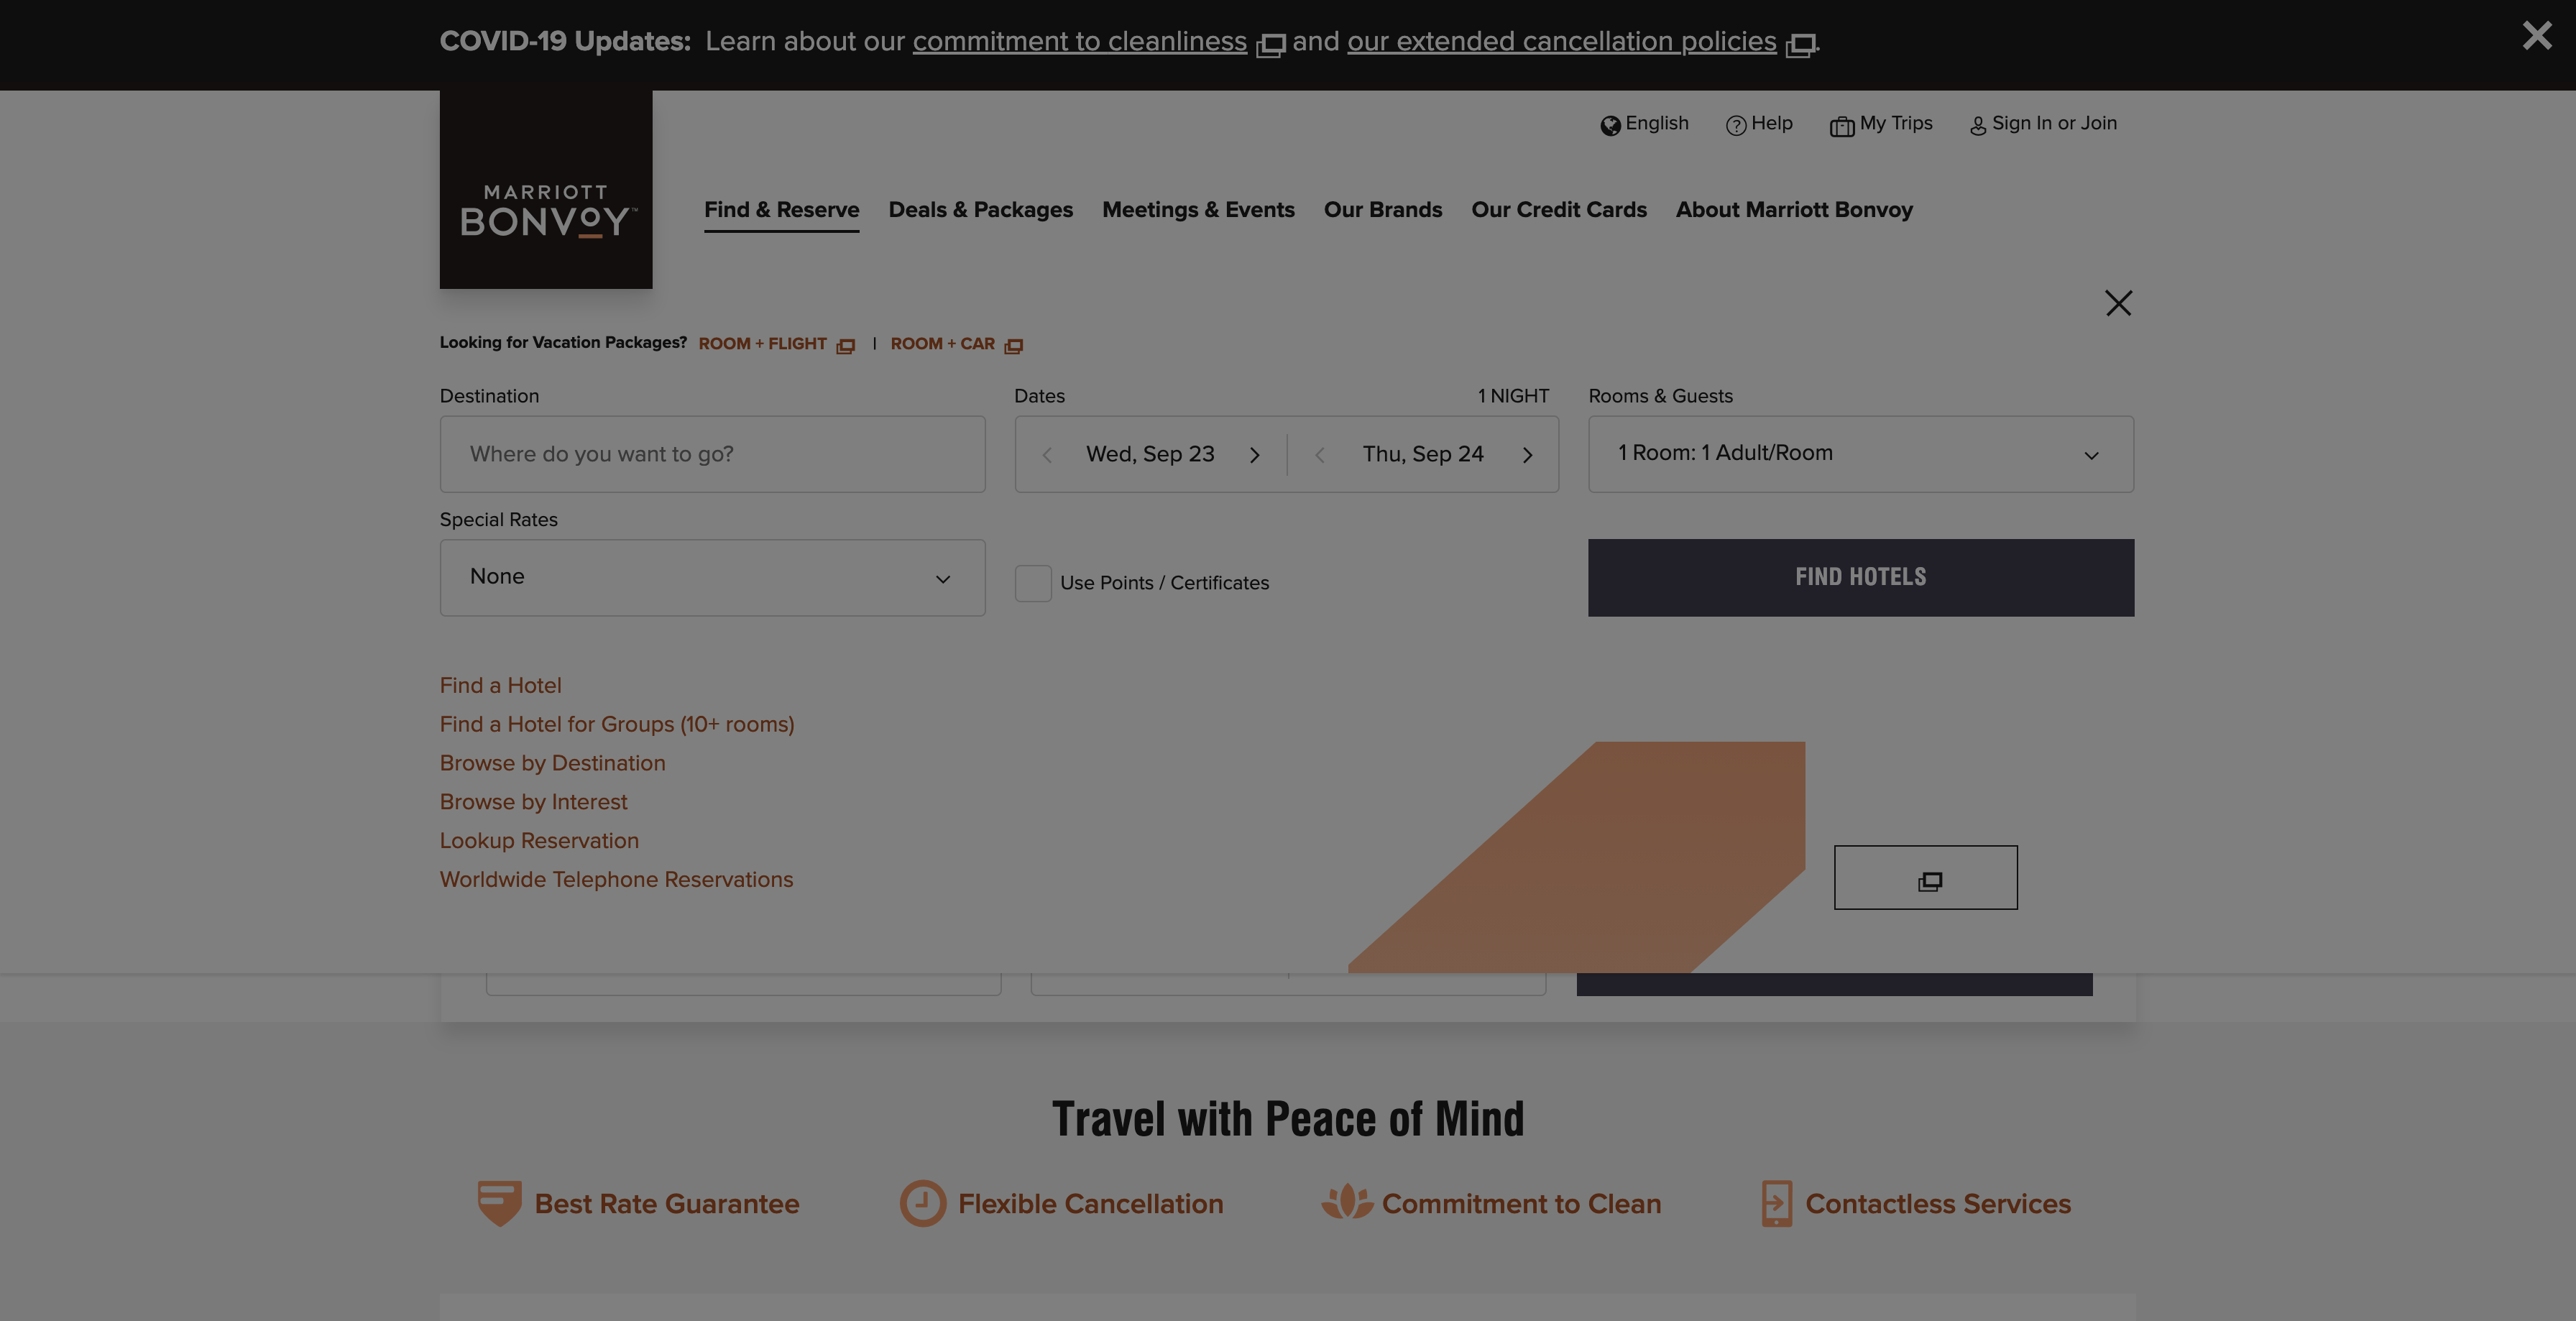 COVID-19 Updates: Learn about our commitment to cleanliness and our extended cancellation policies.
English Help My Trips Sign In or Join
MARRIOTT
BONVOY™
Find & Reserve Deals & Packages Meetings & Events Our Brands Our Credit Cards About Marriott Bonvoy
Looking for Vacation Packages? ROOM + FLIGHT | ROOM + CAR
Destination Dates 1 NIGHT Rooms & Guests
Where do you want to go? Wed, Sep 23 Thu, Sep 24 1 Room: 1 Adult/Room
Special Rates
None Use Points / Certificates FIND HOTELS
Find a Hotel
Find a Hotel for Groups (10+ rooms)
Browse by Destination
Browse by Interest
Lookup Reservation
Worldwide Telephone Reservations
Travel with Peace of Mind
Best Rate Guarantee Flexible Cancellation Commitment to Clean Contactless Services